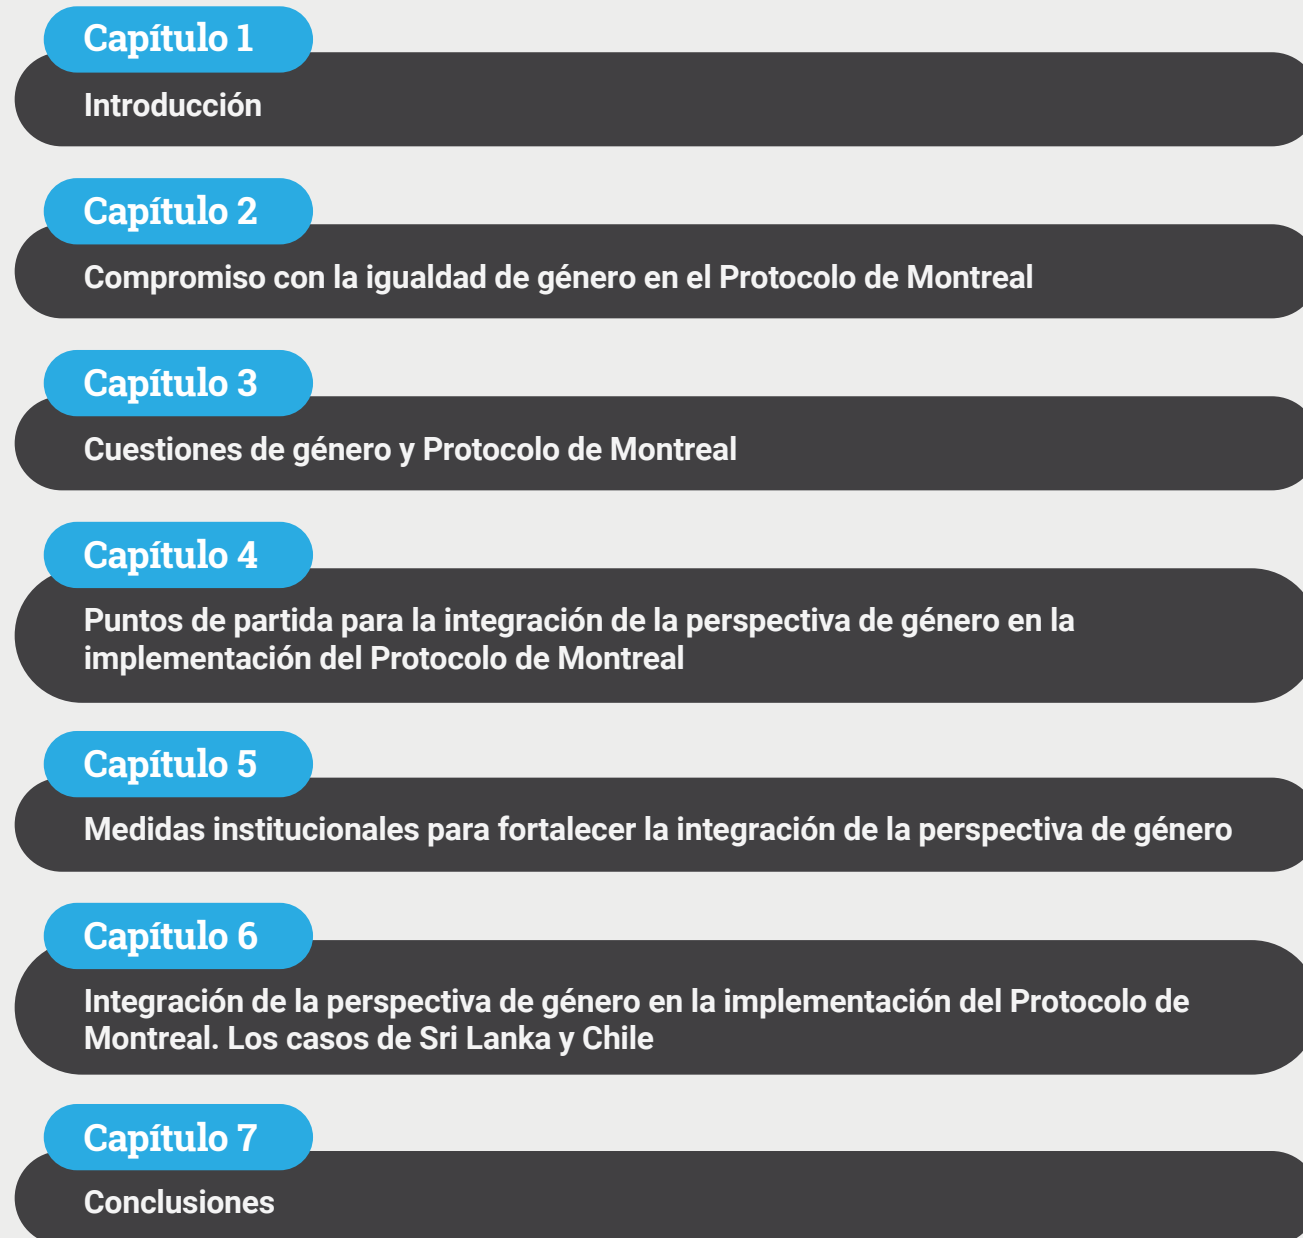 Capítulo 1
Introducción
Capítulo 2
Compromiso con la igualdad de género en el Protocolo de Montreal
Capítulo 3
Cuestiones de género y Protocolo de Montreal
Capítulo 4
Puntos de partida para la integración de la perspectiva de género en la
implementación del Protocolo de Montreal
Capítulo 5
Medidas institucionales para fortalecer la integración de la perspectiva de género
Capítulo 6
Integración de la perspectiva de género en la implementación del Protocolo de
Montreal. Los casos de Sri Lanka y Chile
Capítulo 7
Conclusiones